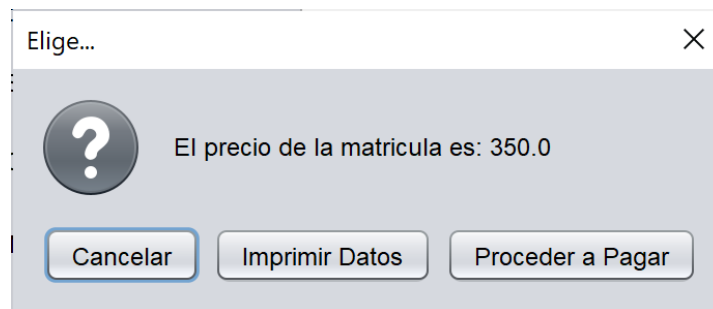 Elige...
El precio de la matricula es: 350.0
Cancelar
Imprimir Datos
Proceder a Pagar